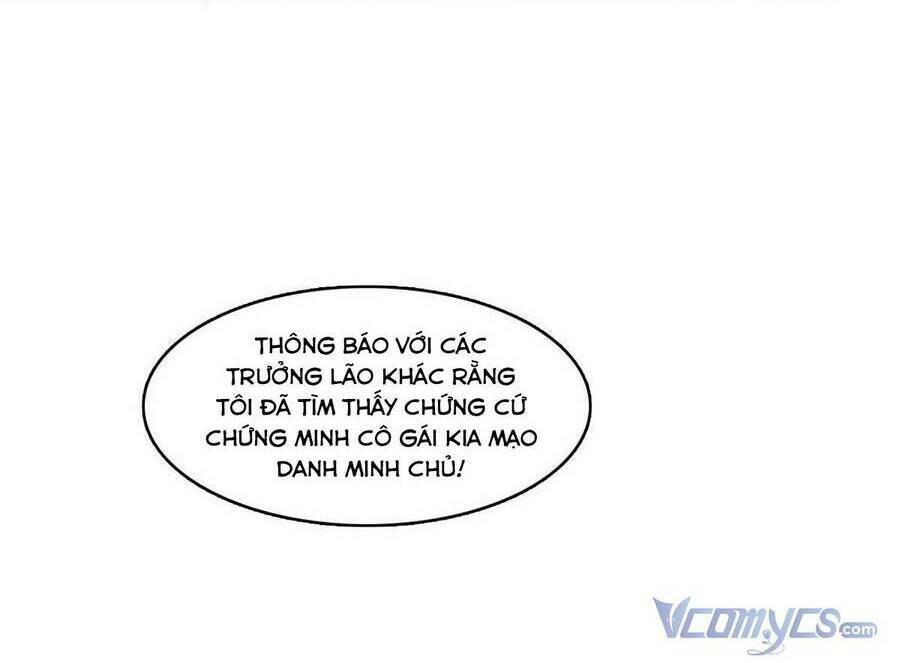 THÔNG BÁO VỚI CÁC
TRƯỞNG LÃO KHÁC RẰNG
TÔI ĐÃ TÌM THẤY CHỨNG CỨ
CHỨNG MINH CÔ GÁI KIA MẠO
DANH MINH CHỦ!
Vcomycs.com